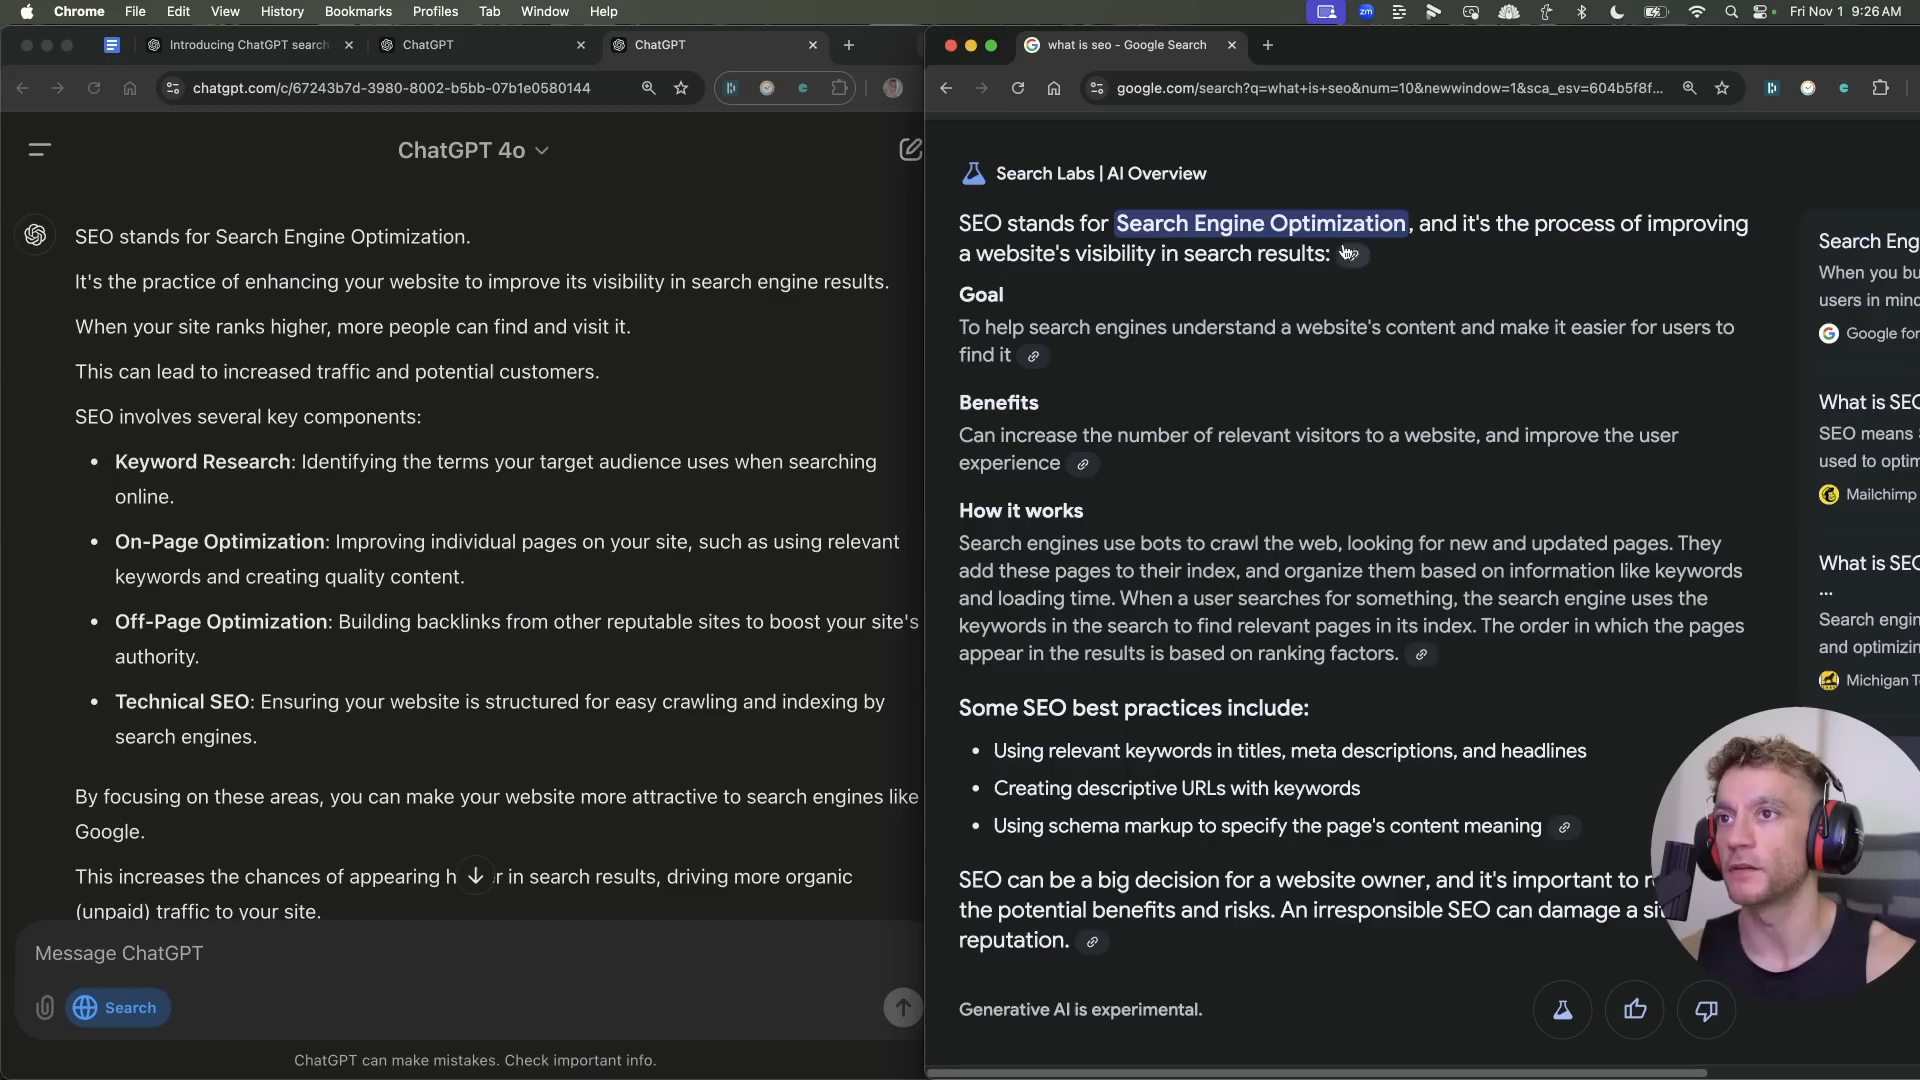 Chrome File Edit View History Bookmarks Profiles Tab Window Help
zm
Fri Nov 1 9:26 AM
Introducing ChatGPT search
ChatGPT
ChatGPT
what is seo - Google Search
chatgpt.com/c/67243b7d-3980-8002-b5bb-07b1e0580144
google.com/search?q=what+is+seo&num=10&newwindow=1&sca_esv=604b5f8f...
ChatGPT 4o
SEO stands for Search Engine Optimization.
It's the practice of enhancing your website to improve its visibility in search engine results.
When your site ranks higher, more people can find and visit it.
This can lead to increased traffic and potential customers.
SEO involves several key components:
• Keyword Research: Identifying the terms your target audience uses when searching
online.
• On-Page Optimization: Improving individual pages on your site, such as using relevant
keywords and creating quality content.
• Off-Page Optimization: Building backlinks from other reputable sites to boost your site's
authority.
• Technical SEO: Ensuring your website is structured for easy crawling and indexing by
search engines.
By focusing on these areas, you can make your website more attractive to search engines like
Google.
This increases the chances of appearing h r in search results, driving more organic
(unpaid) traffic to your site.
Message ChatGPT
Search
ChatGPT can make mistakes. Check important info.
Search Labs | AI Overview
SEO stands for Search Engine Optimization, and it's the process of improving
a website's visibility in search results:
Goal
To help search engines understand a website's content and make it easier for users to
find it
Benefits
Can increase the number of relevant visitors to a website, and improve the user
experience
How it works
Search engines use bots to crawl the web, looking for new and updated pages. They
add these pages to their index, and organize them based on information like keywords
and loading time. When a user searches for something, the search engine uses the
keywords in the search to find relevant pages in its index. The order in which the pages
appear in the results is based on ranking factors.
Some SEO best practices include:
• Using relevant keywords in titles, meta descriptions, and headlines
• Creating descriptive URLs with keywords
• Using schema markup to specify the page's content meaning
SEO can be a big decision for a website owner, and it's important to
the potential benefits and risks. An irresponsible SEO can damage a
reputation.
Generative AI is experimental.
Search Eng
When you bu
users in mind
Google for
What is SEO
SEO means
used to optim
Mailchimp
What is SEO
...
Search engin
and optimizin
Michigan T